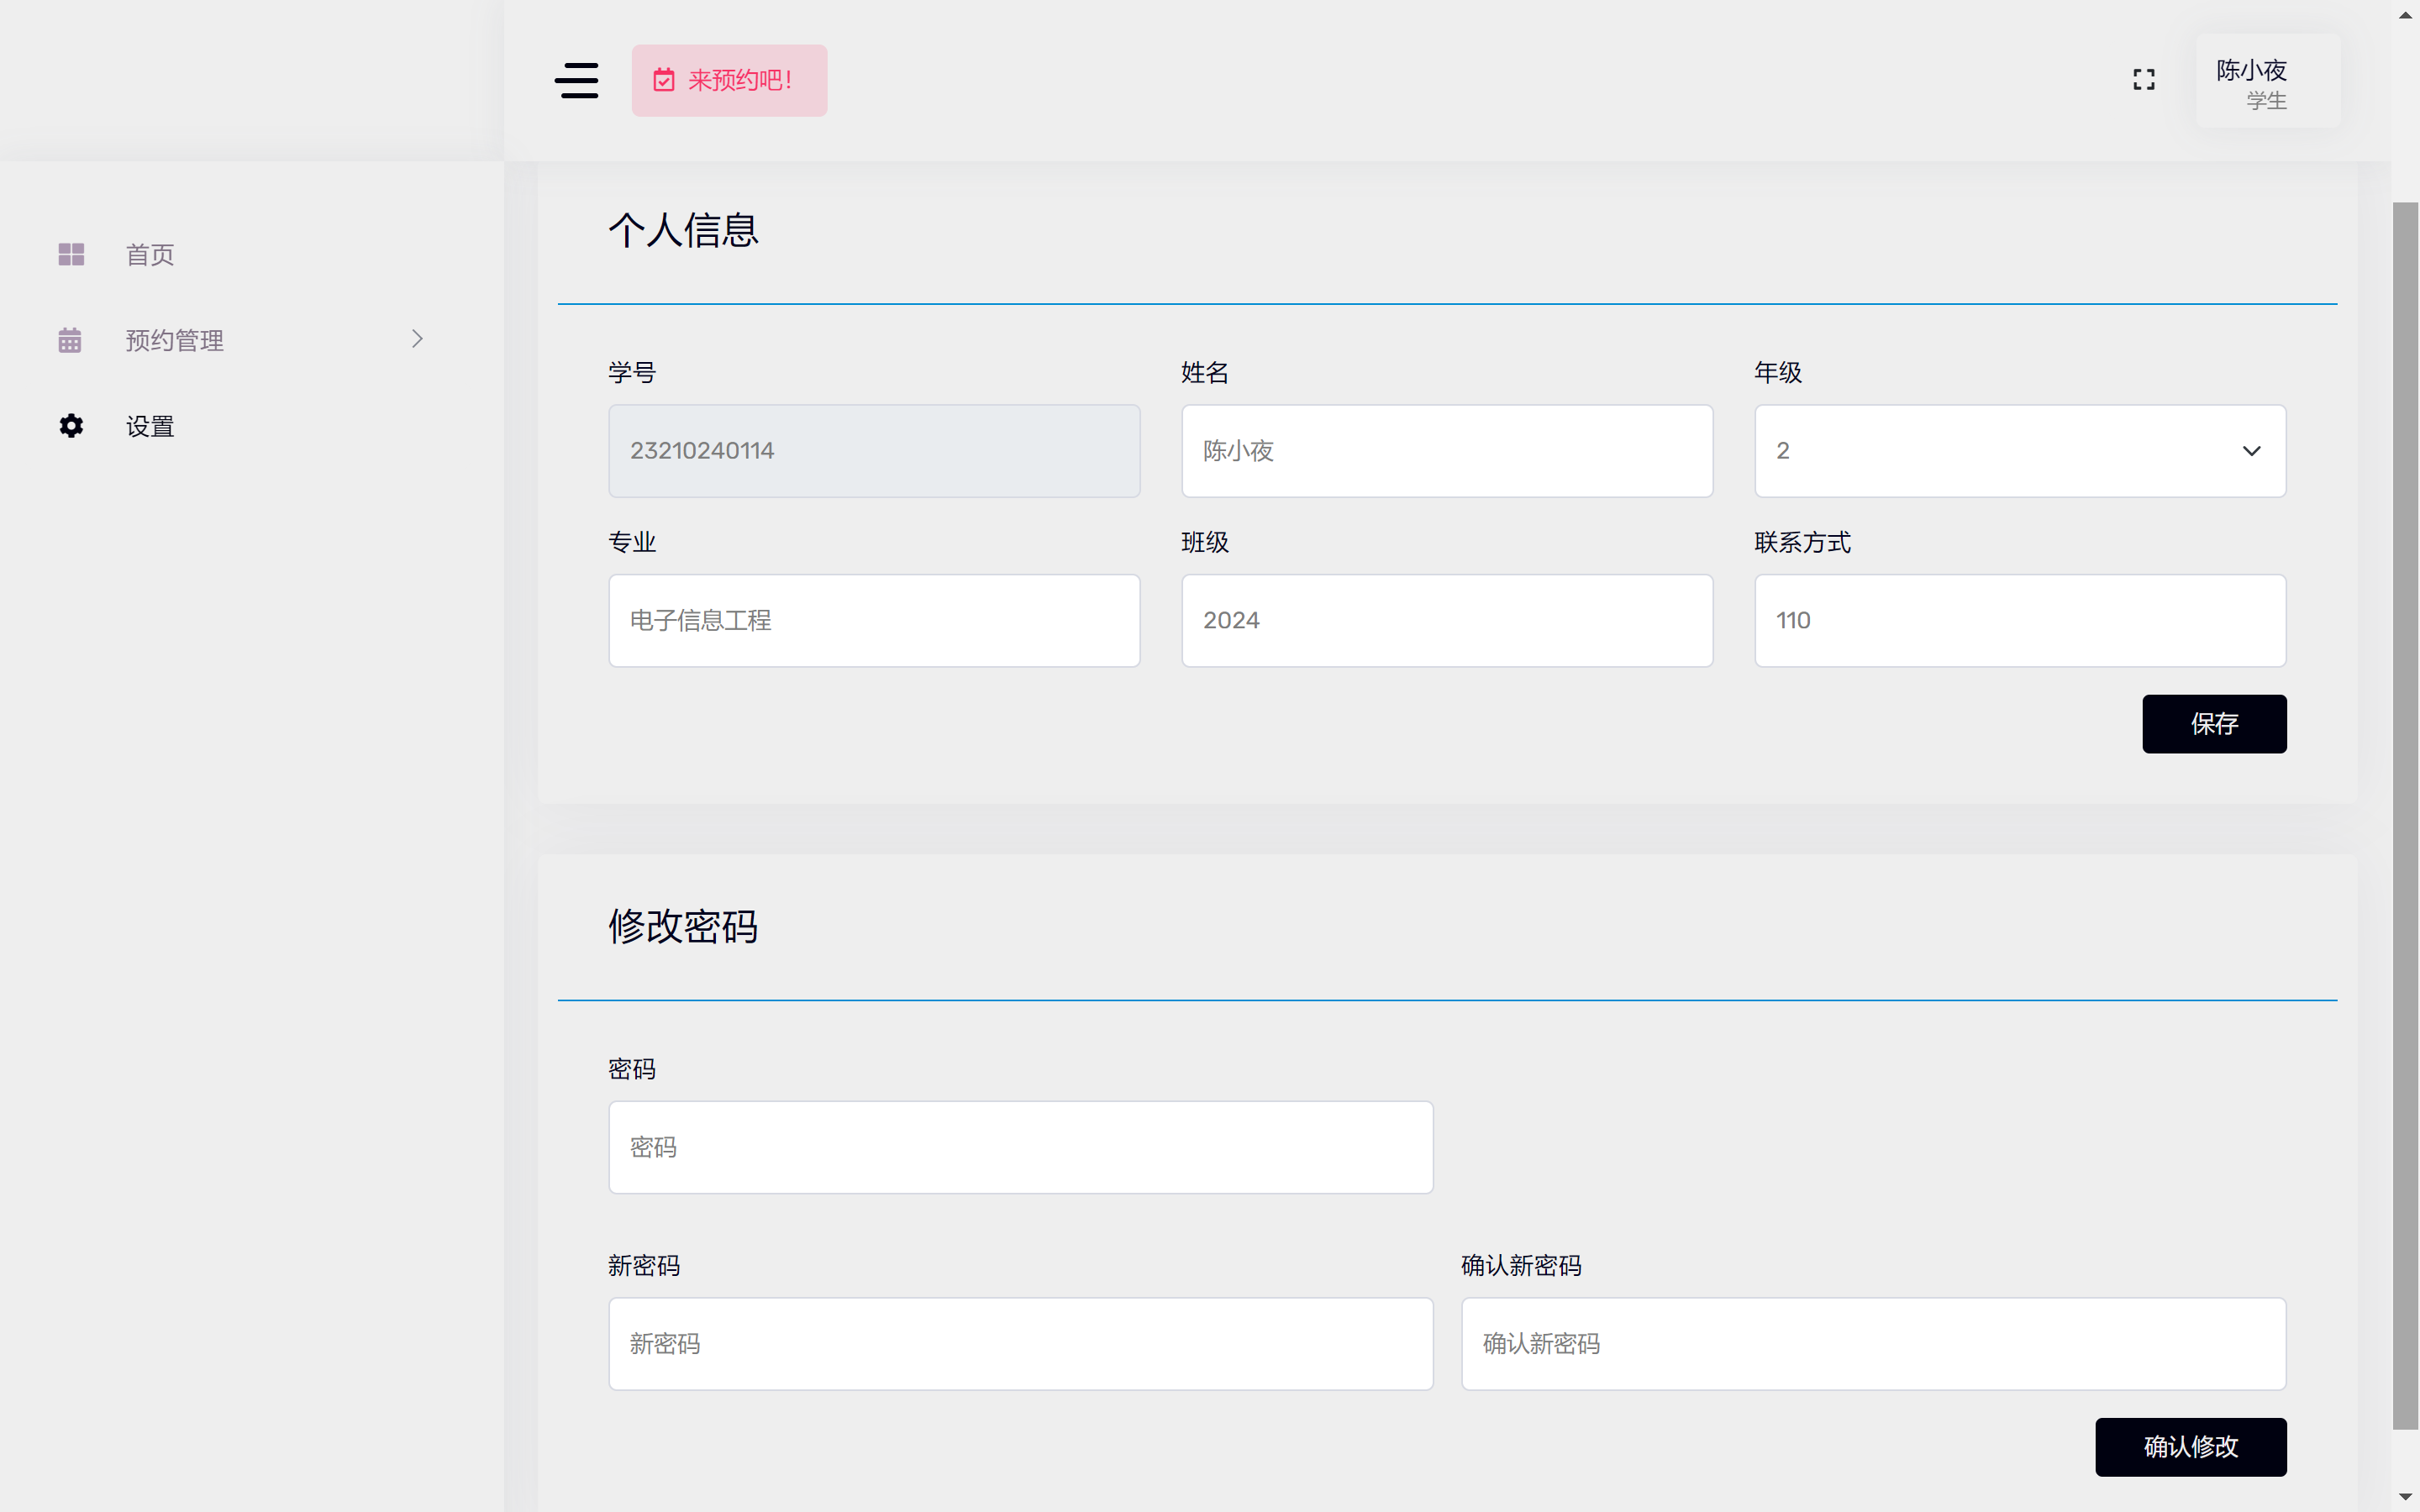 来预约吧!
陈小夜
学生
首页
预约管理
设置
个人信息
学号
姓名
年级
23210240114
陈小夜
2
专业
班级
联系方式
电子信息工程
2024
110
保存
修改密码
密码
密码
新密码
确认新密码
新密码
确认新密码
确认修改